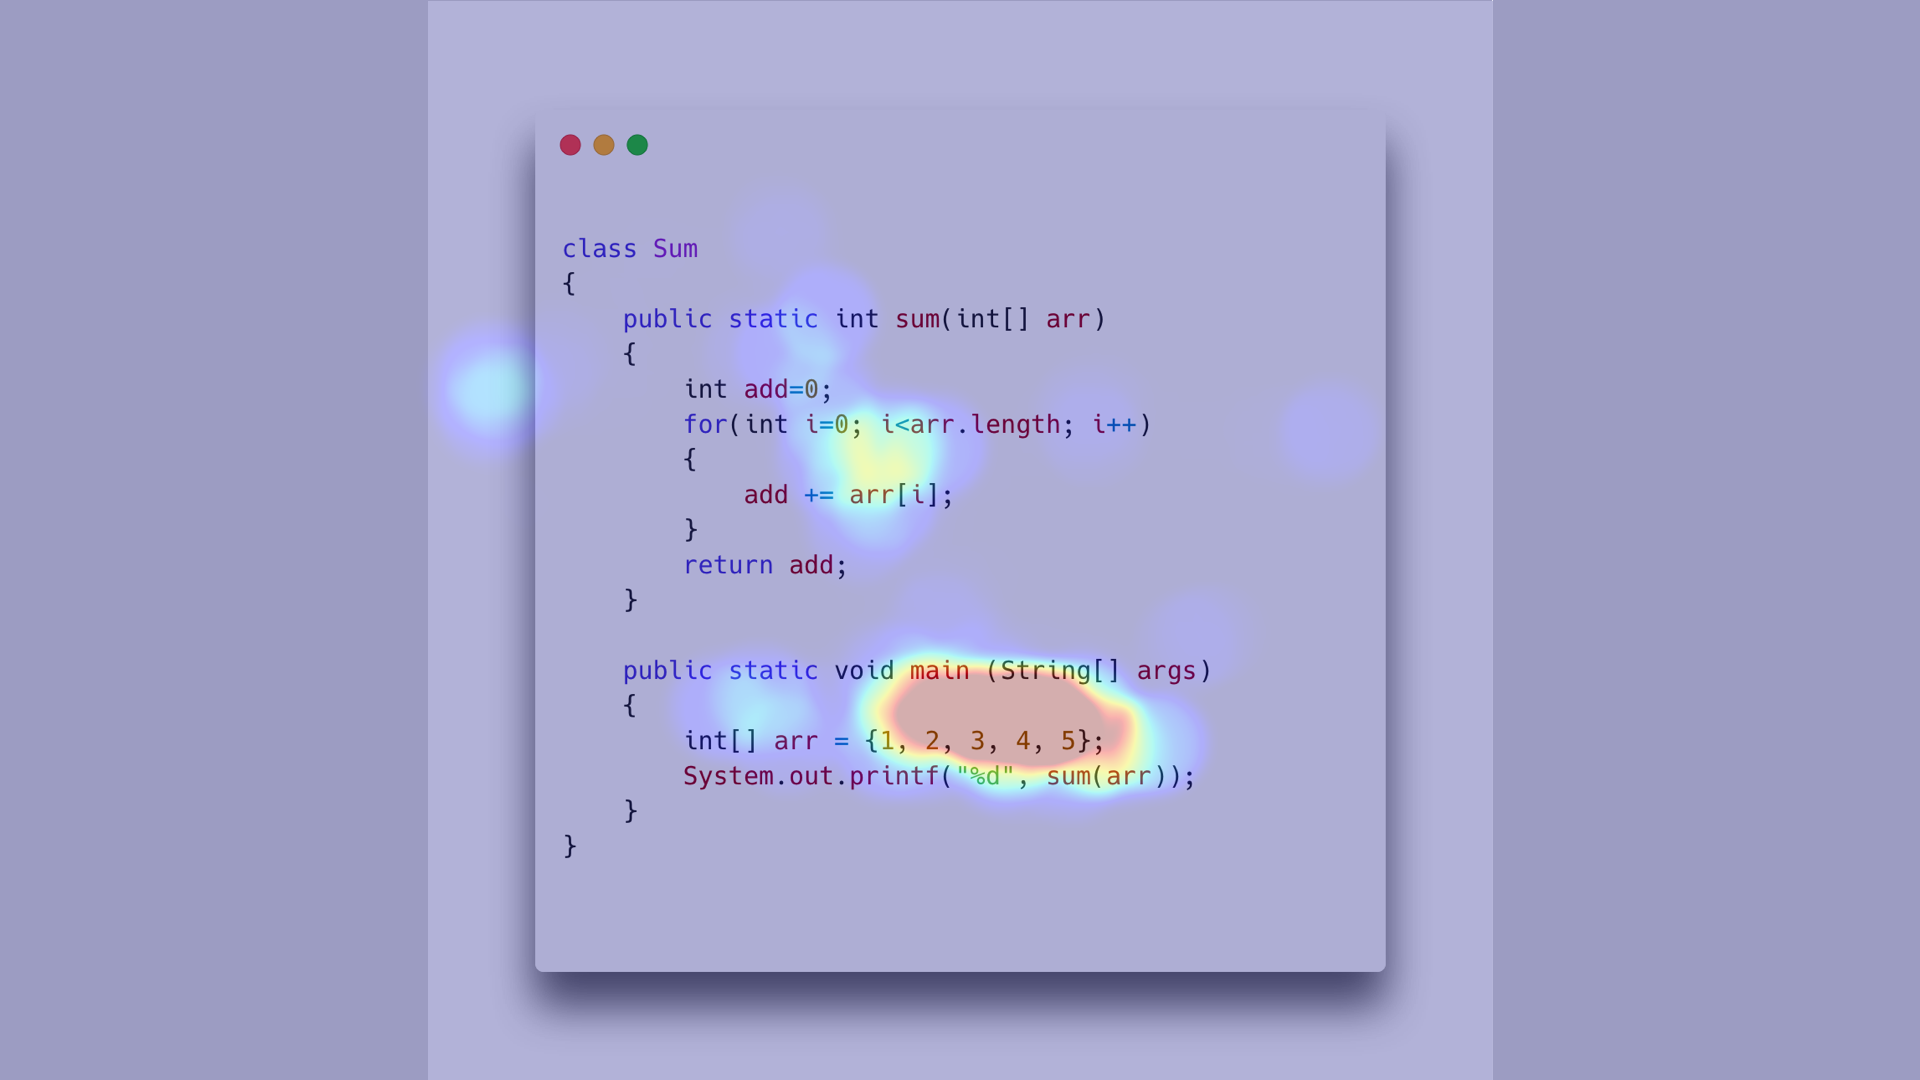 class Sum
{
    public static int sum(int[] arr)
    {
        int add=0;
        for(int i=0; i<arr.length; i++)
        {
            add += arr[i];
        }
        return add;
    }

    public static void main (String[] args)
    {
        int[] arr = {1, 2, 3, 4, 5};
        System.out.printf("%d", sum(arr));
    }
}